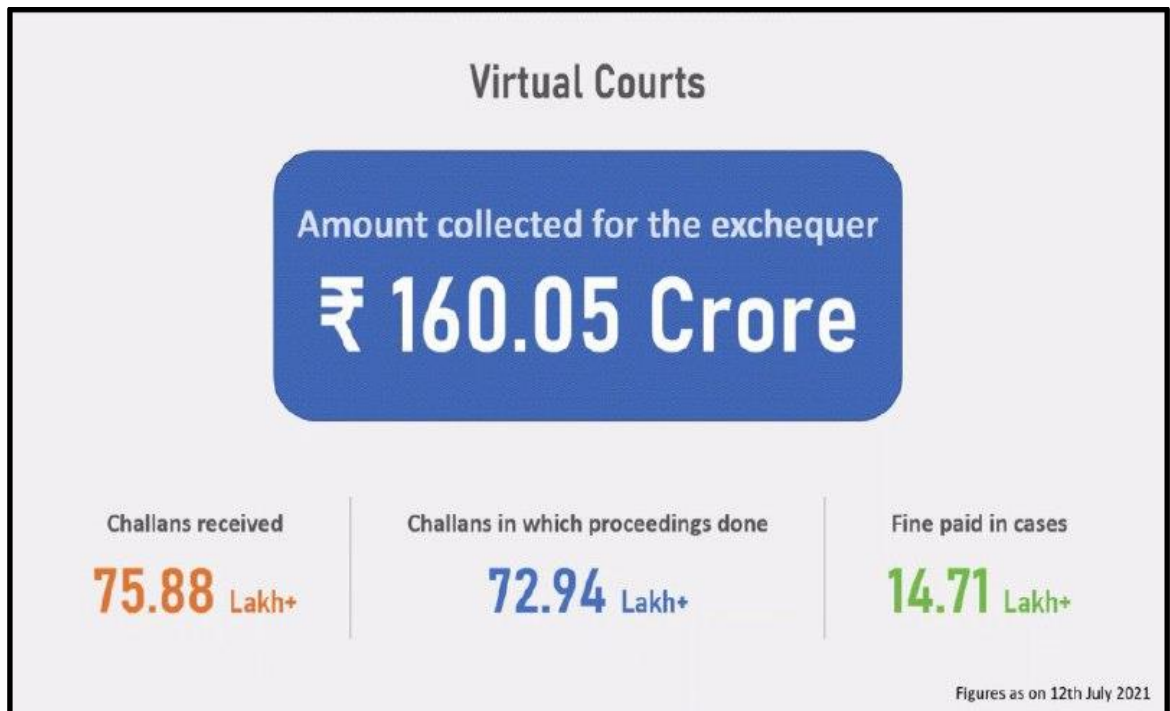 Virtual Courts
Amount collected for the exchequer
₹ 160.05 Crore
Challans received
75.88 Lakh+
Challans in which proceedings done
72.94 Lakh+
Fine paid in cases
14.71 Lakh+
Figures as on 12th July 2021